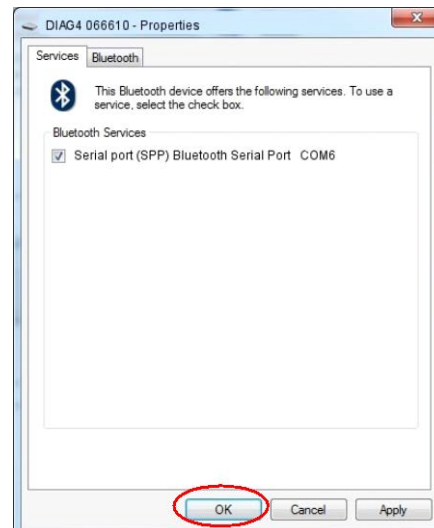 DIAG4 066610 - Properties
Services
Bluetooth
This Bluetooth device offers the following services. To use a
service, select the check box.
Bluetooth Services
Serial port (SPP) Bluetooth Serial Port COM6
OK
Cancel
Apply